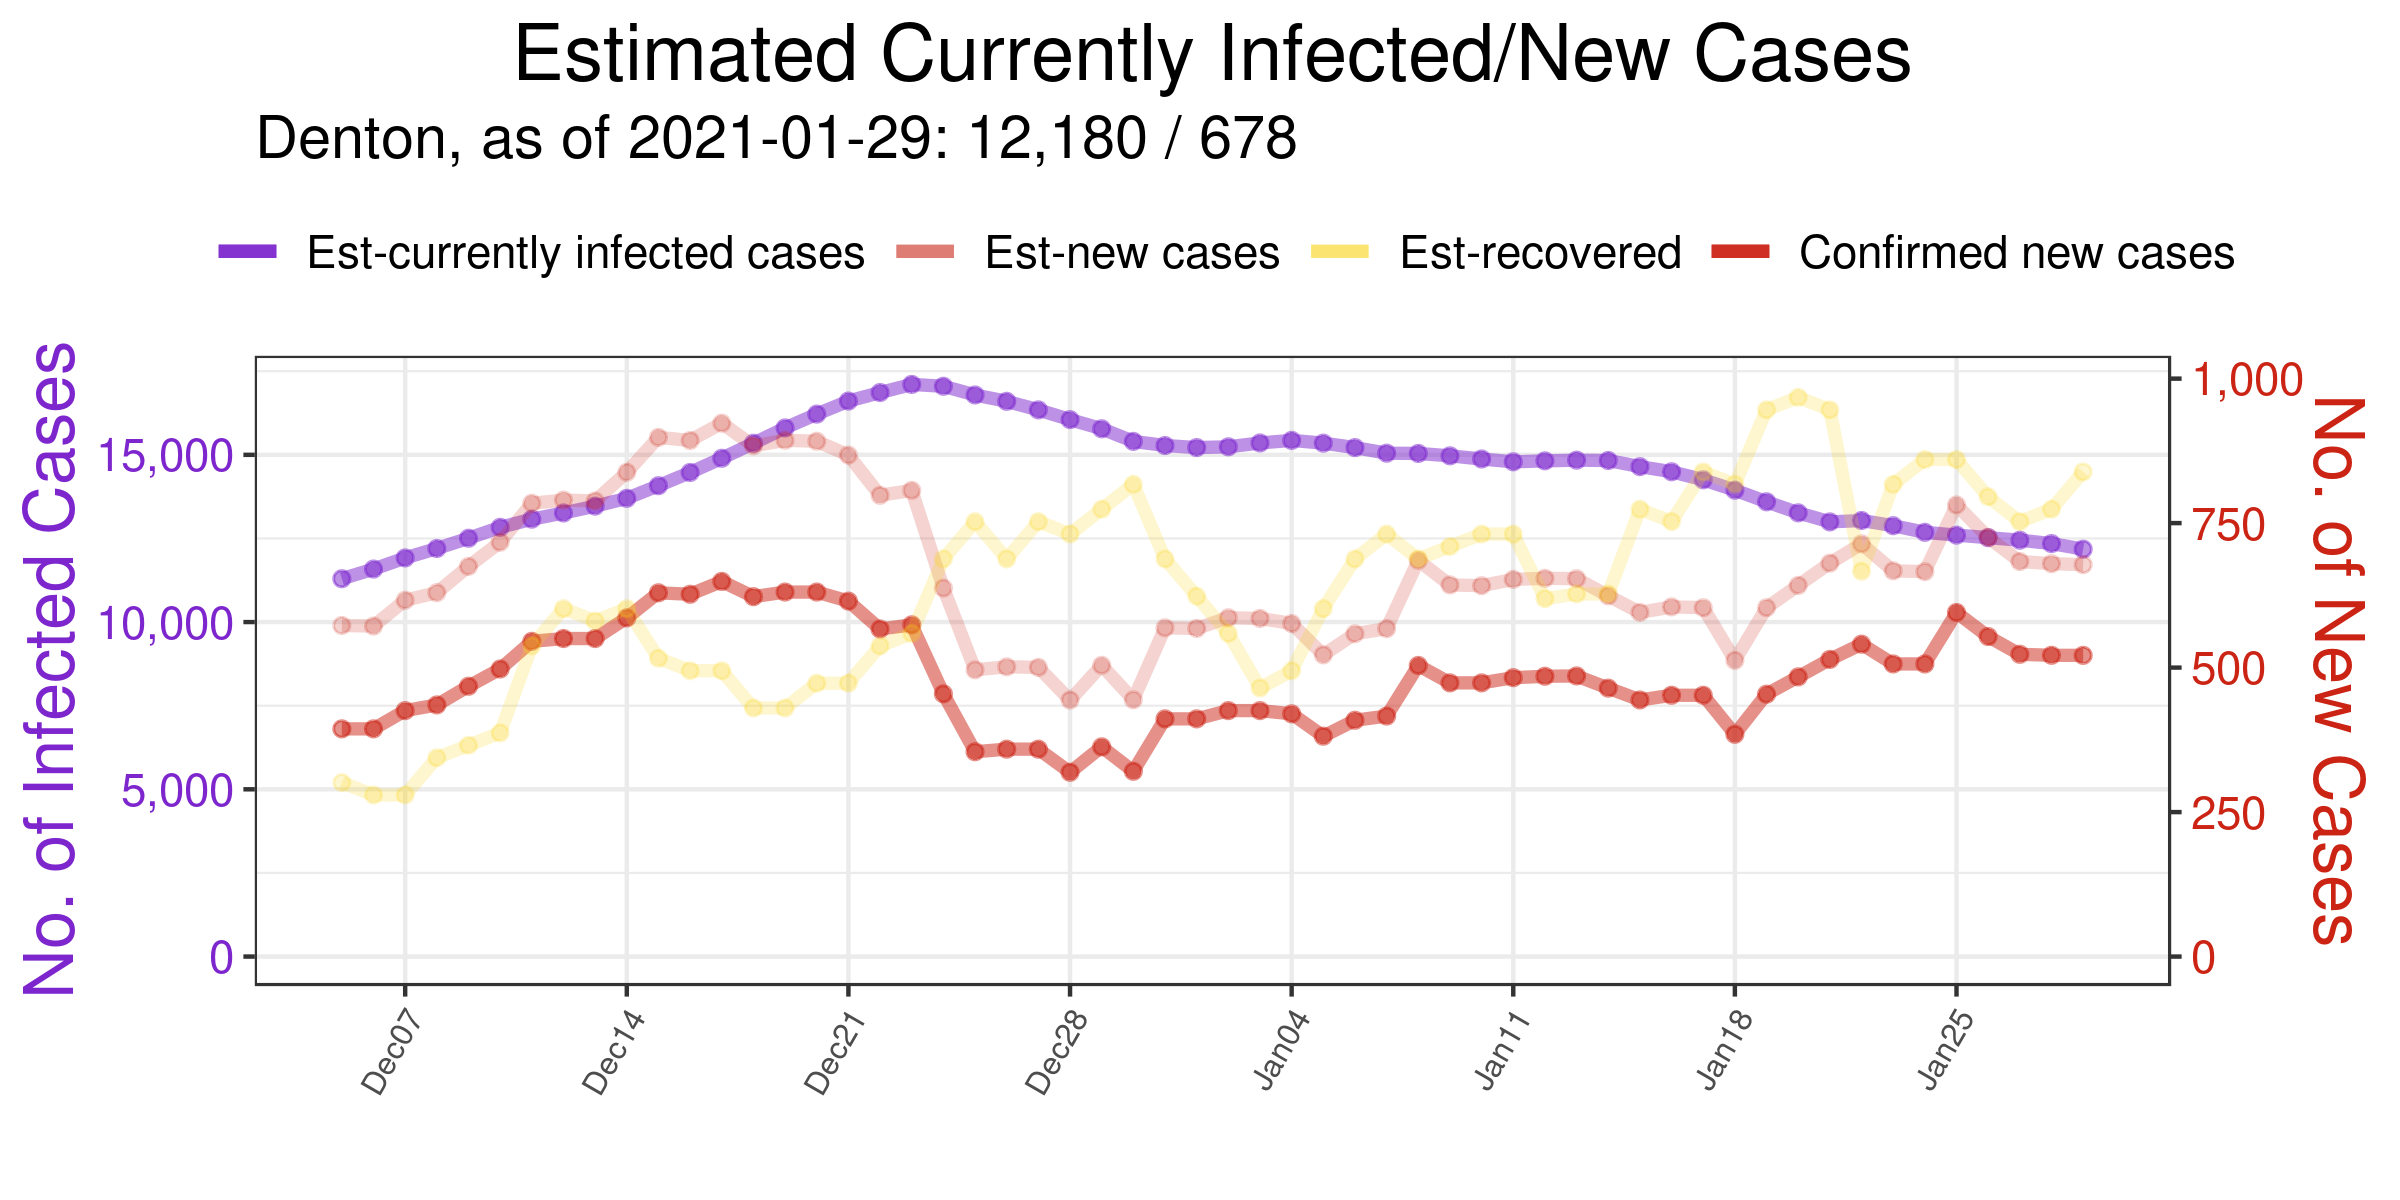 Estimated Currently Infected/New Cases
Denton, as of 2021-01-29: 12,180 / 678
Est-currently infected cases Est-new cases Est-recovered Confirmed new cases
No. of Infected Cases
15,000
10,000
5,000
0
1,000
750
500
250
0
No. of New Cases
Dec07 Dec14 Dec21 Dec28 Jan04 Jan11 Jan18 Jan25